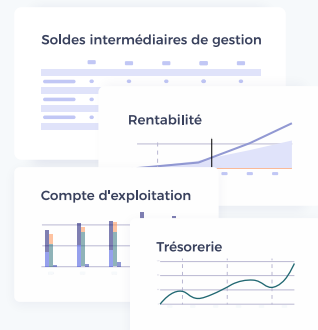 Soldes intermédiaires de gestion
Rentabilité
Compte d'exploitation
Trésorerie